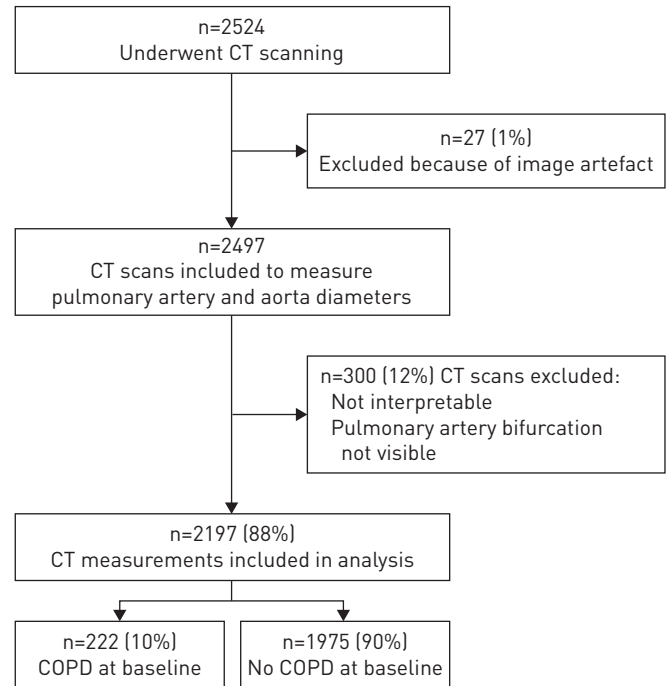 n=2524
Underwent CT scanning
n=27 (1%)
Excluded because of image artefact
n=2497
CT scans included to measure
pulmonary artery and aorta diameters
n=300 (12%) CT scans excluded:
Not interpretable
Pulmonary artery bifurcation
not visible
n=2197 (88%)
CT measurements included in analysis
n=222 (10%)
COPD at baseline
n=1975 (90%)
No COPD at baseline